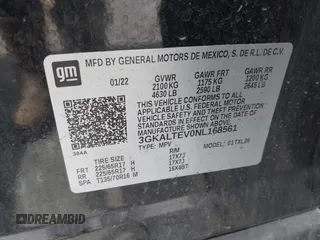 gm
MFD BY GENERAL MOTORS DE MEXICO, S. DE R.L. DE C.V.
01/22 GVWR GAWR FRT GAWR RR
2100 KG 1175 KG 1200 KG
4630 LB 2590 LB 2645 LB
THIS VEHICLE CONFORMS TO ALL APPLICABLE
U.S. FEDERAL MOTOR VEHICLE
SAFETY, BUMPER, AND THEFT PREVENTION
STANDARDS IN EFFECT ON THE DATE OF
MANUFACTURE SHOWN ABOVE.
3GKALTEV0NL168561
TYPE: MPV MODEL: 01TXL26
TIRE SIZE RIM
FRT 225/65R17 H 17X7J
RR 225/65R17 H 17X7J
SPA T135/70R16 M 16X4BT
DREAMBID